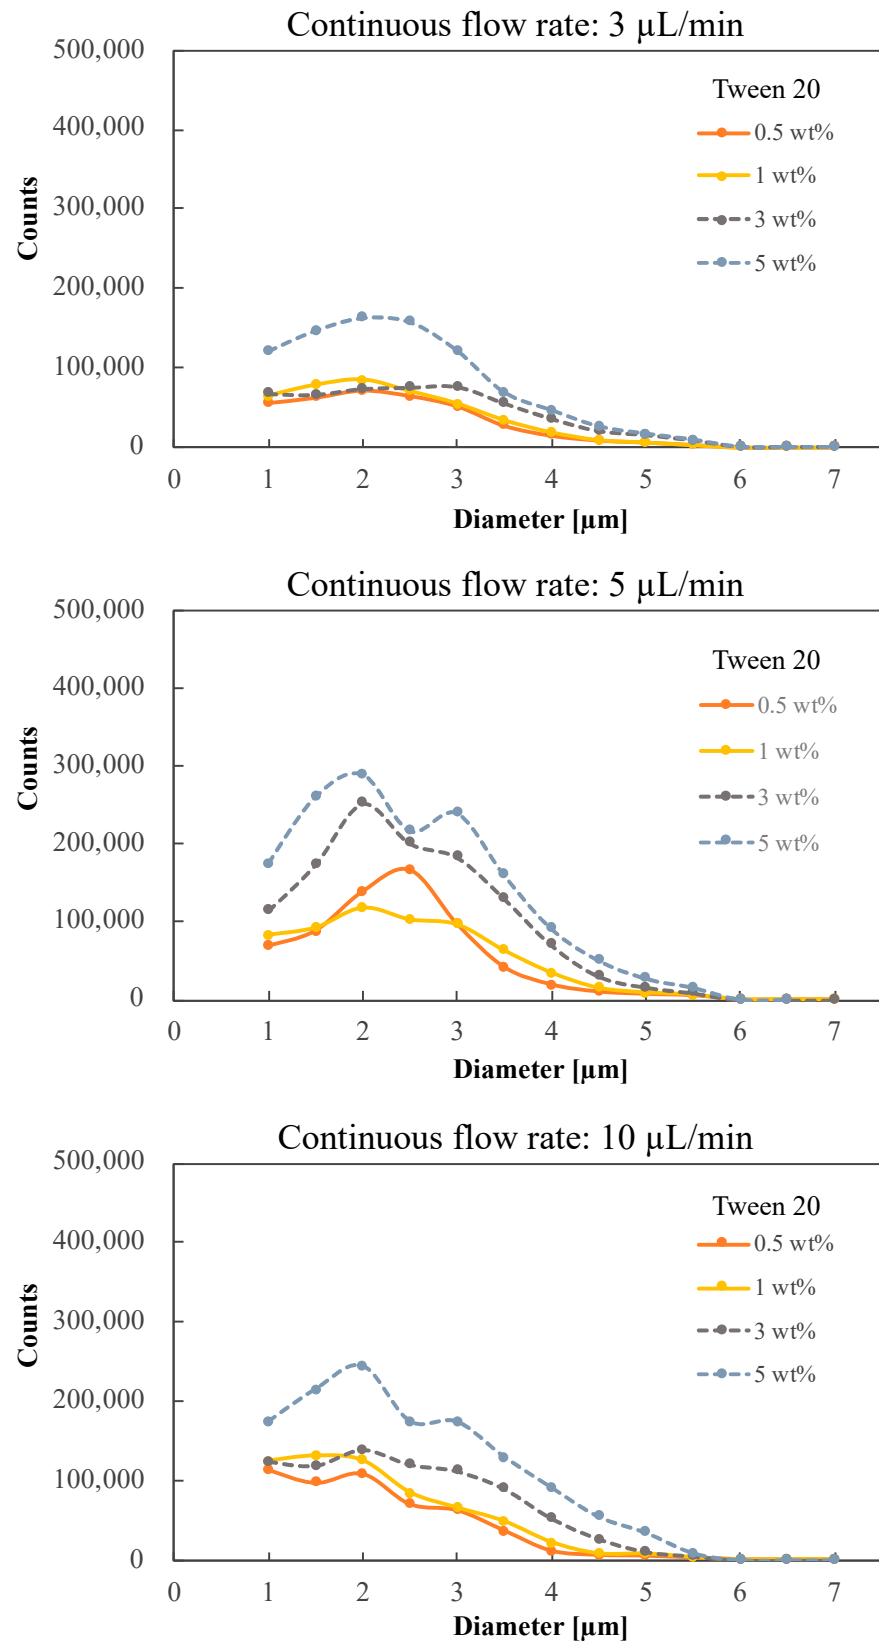 Continuous flow rate: 3 µL/min
500,000
400,000
300,000
200,000
100,000
0
Counts
Tween 20
0.5 wt%
1 wt%
3 wt%
5 wt%
0 1 2 3 4 5 6 7
Diameter [µm]
Continuous flow rate: 5 µL/min
500,000
400,000
300,000
200,000
100,000
0
Counts
Tween 20
0.5 wt%
1 wt%
3 wt%
5 wt%
0 1 2 3 4 5 6 7
Diameter [µm]
Continuous flow rate: 10 µL/min
500,000
400,000
300,000
200,000
100,000
0
Counts
Tween 20
0.5 wt%
1 wt%
3 wt%
5 wt%
0 1 2 3 4 5 6 7
Diameter [µm]